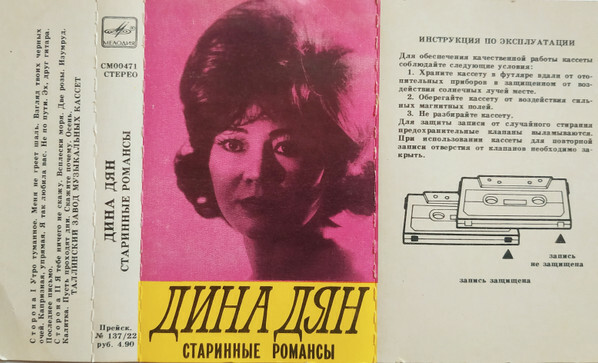 Сторона I Утро туманное. Меня не греет шаль. Взгляд твоих черных
очей. Капризная, упрямая. Я так любила вас. Не по пути. Эх, друг гитара.
Последнее письмо.
Сторона II Я тебе ничего не скажу. Всплески моря. Две розы. Изумруд.
Калитка. Пусть проходят дни. Скажите почему. Осень.
ТАЛЛИНСКИЙ ЗАВОД МУЗЫКАЛЬНЫХ КАССЕТ
МЕЛОДИЯ
СМ00471
СТЕРЕО
ДИНА ДЯН
СТАРИННЫЕ РОМАНСЫ
Прейск.
№ 137/22
руб. 4.90
ДИНА ДЯН
СТАРИННЫЕ РОМАНСЫ
ИНСТРУКЦИЯ ПО ЭКСПЛУАТАЦИИ
Для обеспечения качественной работы кассеты
соблюдайте следующие условия:
1. Храните кассету в футляре вдали от ото-
пительных приборов в защищенном от воз-
действия солнечных лучей месте.
2. Оберегайте кассету от воздействия силь-
ных магнитных полей.
3. Не разбирайте кассету.
Для защиты записи от случайного стирания
предохранительные клапаны выламываются.
При использовании кассеты для повторной
записи отверстия от клапанов необходимо за-
крыть.
запись
не защищена
запись защищена